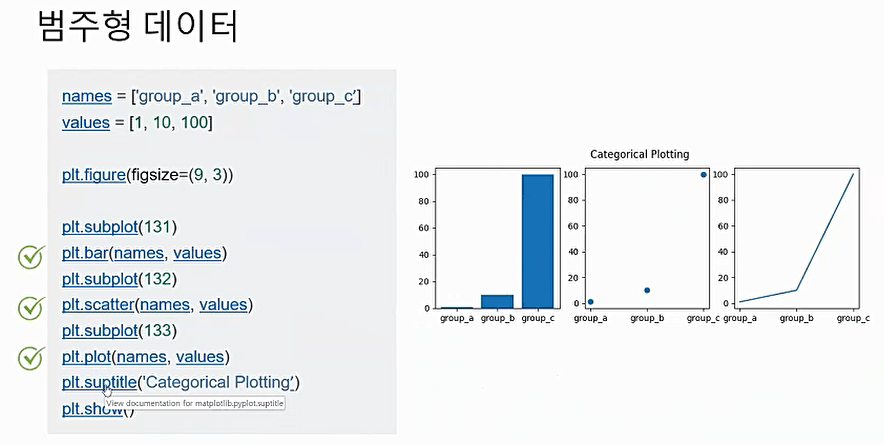 범주형 데이터
names = ['group_a', 'group_b', 'group_c']
values = [1, 10, 100]
plt.figure(figsize=(9, 3))
plt.subplot(131)
plt.bar(names, values)
plt.subplot(132)
plt.scatter(names, values)
plt.subplot(133)
plt.plot(names, values)
plt.suptitle('Categorical Plotting')
View documentation for matplotlib.pyplot.suptitle
plt.show()
Categorical Plotting
100
80
60
40
20
0
group_a group_b group_c
100
80
60
40
20
0
group_a group_b group_c
100
80
60
40
20
0
group_a group_b group_c